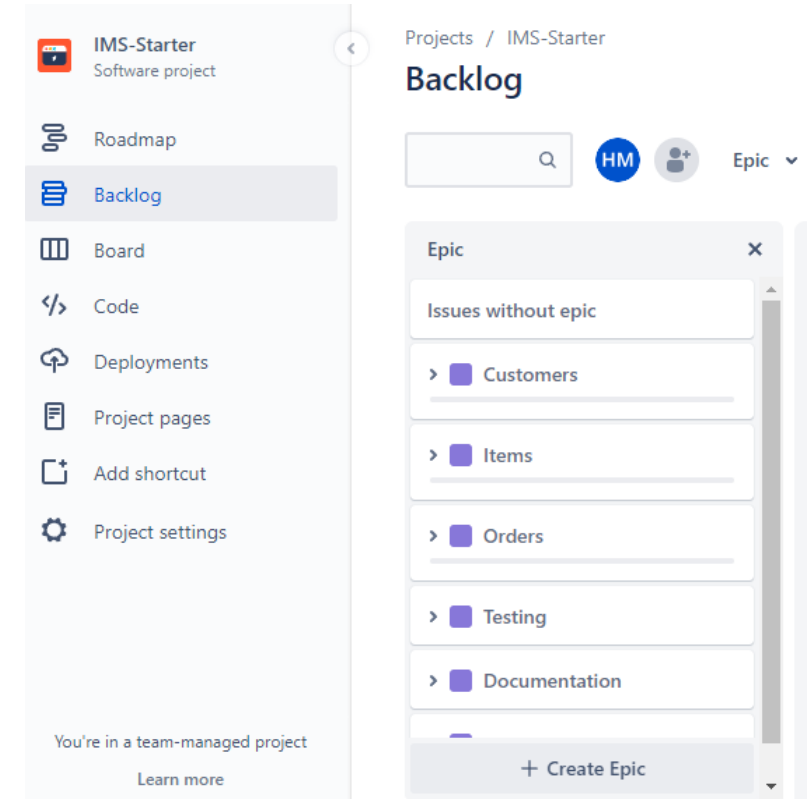 IMS-Starter
Software project
Roadmap
Backlog
Board
Code
Deployments
Project pages
Add shortcut
Project settings
You're in a team-managed project
Learn more
Projects / IMS-Starter
Backlog
HM
Epic
Epic
Issues without epic
Customers
Items
Orders
Testing
Documentation
+ Create Epic